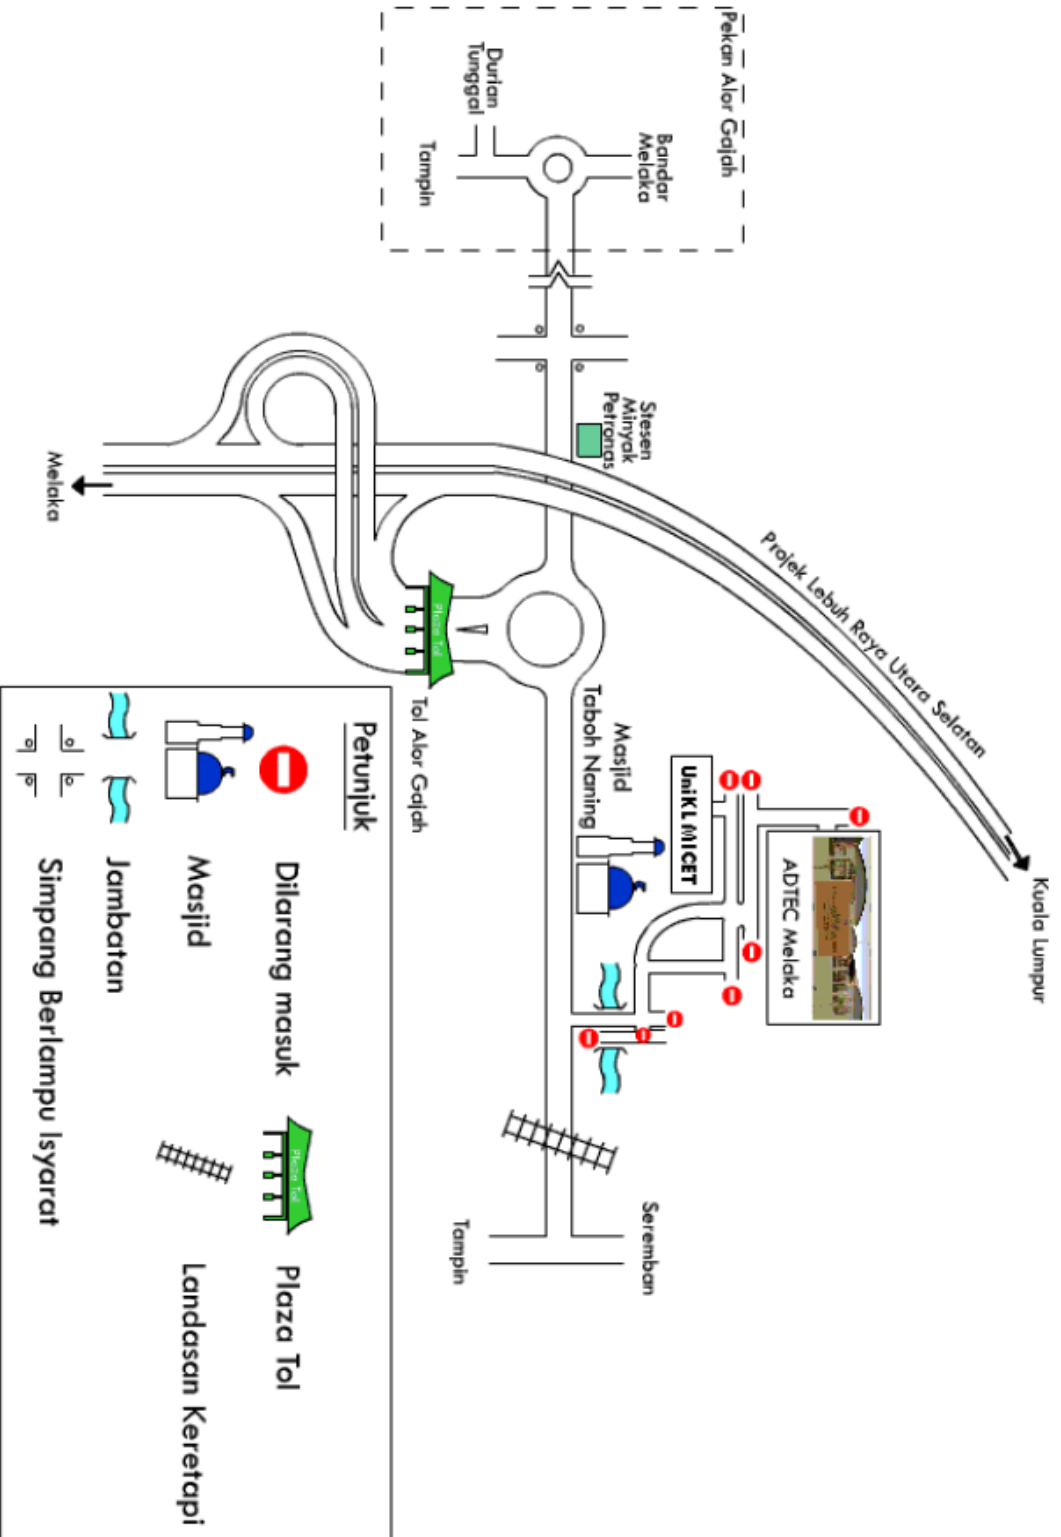 Pekan Alor Gajah
Bandar
Melaka
Durian
Tunggal
Tampin
Stesen
Minyak
Petronas
Projek Lebuh Raya Utara Selatan
Kuala Lumpur
Melaka
Plaza Tol
Tol Alor Gajah
Masjid
Taboh Naning
UniKL MICET
ADTEC Melaka
Seremban
Tampin
Petunjuk
Dilarang masuk
Plaza Tol
Plaza Tol
Masjid
Landasan Keretapi
Jambatan
Simpang Berlampu Isyarat